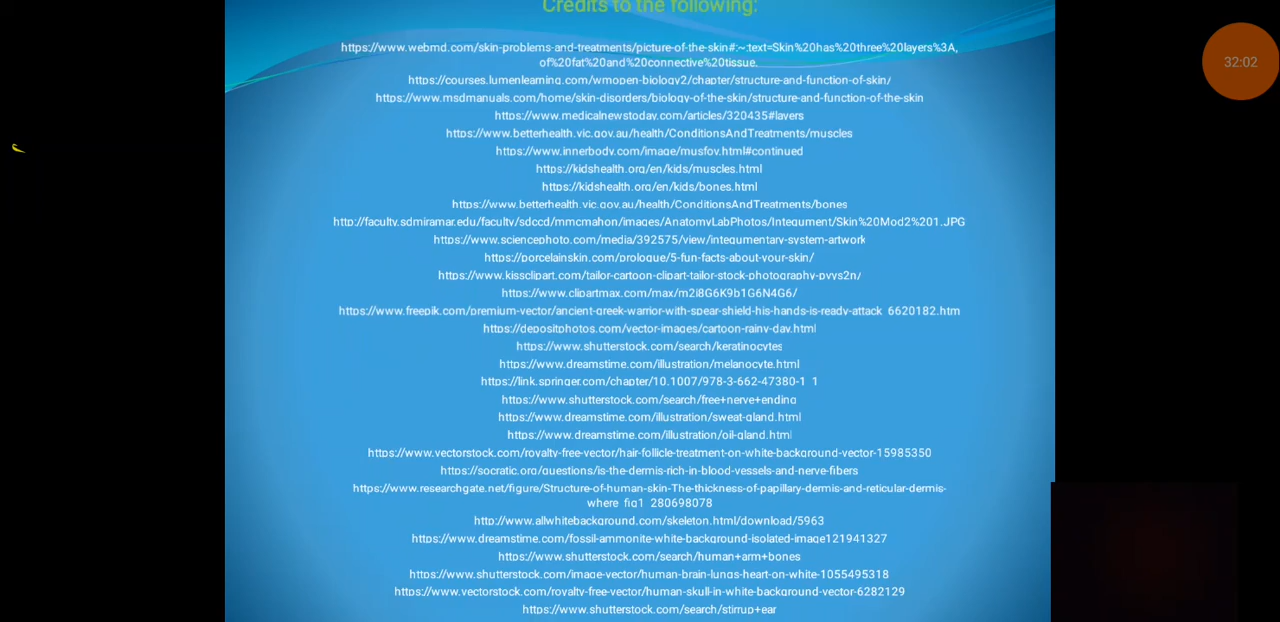 Credits to the following:
32:02
https://www.webmd.com/skin-problems-and-treatments/picture-of-the-skin#:~:text=Skin%20has%20three%20layers%3A,
of%20fat%20and%20connective%20tissue.
https://courses.lumenlearning.com/wmopen-biology2/chapter/structure-and-function-of-skin/
https://www.msdmanuals.com/home/skin-disorders/biology-of-the-skin/structure-and-function-of-the-skin
https://www.medicalnewstoday.com/articles/320435#layers
https://www.betterhealth.vic.gov.au/health/ConditionsAndTreatments/muscles
https://www.innerbody.com/image/musfov.html#continued
https://kidshealth.org/en/kids/muscles.html
https://kidshealth.org/en/kids/bones.html
https://www.betterhealth.vic.gov.au/health/ConditionsAndTreatments/bones
http://faculty.sdmiramar.edu/faculty/sdccd/mmcmahon/images/AnatomyLabPhotos/Integument/Skin%20Mod2%201.JPG
https://www.sciencephoto.com/media/392575/view/integumentary-system-artwork
https://porcelainskin.com/prologue/5-fun-facts-about-your-skin/
https://www.kissclipart.com/tailor-cartoon-clipart-tailor-stock-photography-pvys2n/
https://www.clipartmax.com/max/m2i8G6K9b1G6N4G6/
https://www.freepik.com/premium-vector/ancient-greek-warrior-with-spear-shield-his-hands-is-ready-attack_6620182.htm
https://depositphotos.com/vector-images/cartoon-rainy-day.html
https://www.shutterstock.com/search/keratinocytes
https://www.dreamstime.com/illustration/melanocyte.html
https://link.springer.com/chapter/10.1007/978-3-662-47380-1_1
https://www.shutterstock.com/search/free+nerve+ending
https://www.dreamstime.com/illustration/sweat-gland.html
https://www.dreamstime.com/illustration/oil-gland.html
https://www.vectorstock.com/royalty-free-vector/hair-follicle-treatment-on-white-background-vector-15985350
https://socratic.org/questions/is-the-dermis-rich-in-blood-vessels-and-nerve-fibers
https://www.researchgate.net/figure/Structure-of-human-skin-The-thickness-of-papillary-dermis-and-reticular-dermis-
where_fig1_280698078
http://www.allwhitebackground.com/skeleton.html/download/5963
https://www.dreamstime.com/fossil-ammonite-white-background-isolated-image121941327
https://www.shutterstock.com/search/human+arm+bones
https://www.shutterstock.com/image-vector/human-brain-lungs-heart-on-white-1055495318
https://www.vectorstock.com/royalty-free-vector/human-skull-in-white-background-vector-6282129
https://www.shutterstock.com/search/stirrup+ear